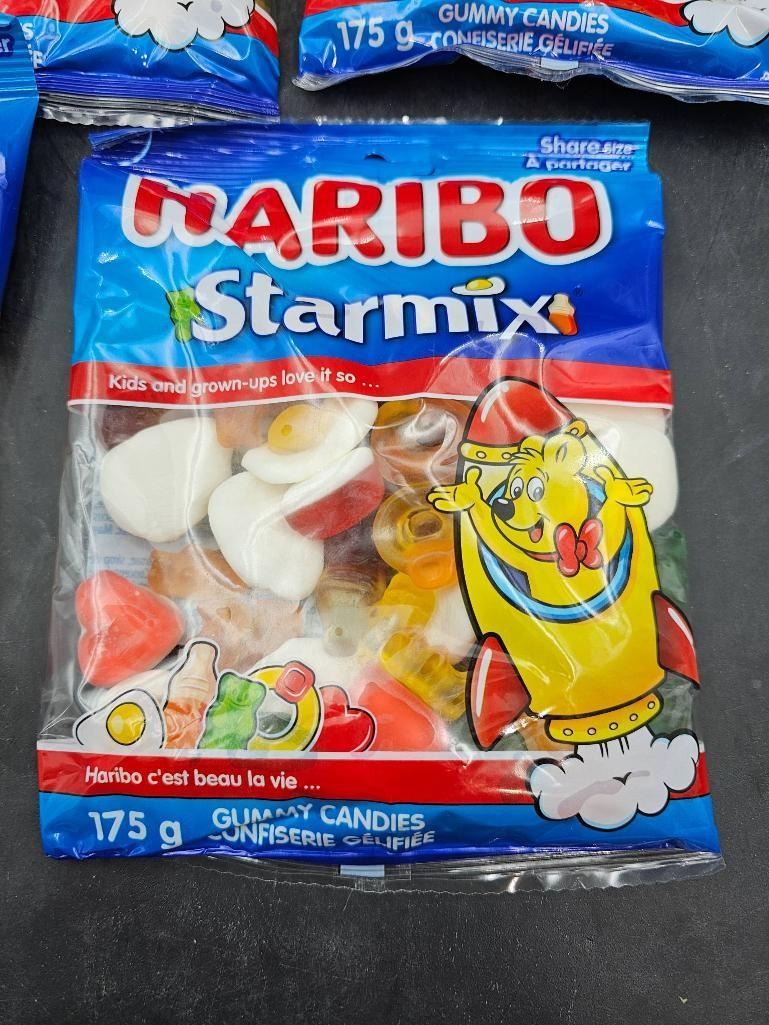 175 g
GUMMY CANDIES
CONFISERIE GÉLIFIÉE
Share size
À partager
HARIBO
Starmix
Kids and grown-ups love it so ...
Haribo c'est beau la vie ...
175 g
GUMMY CANDIES
CONFISERIE GÉLIFIÉE